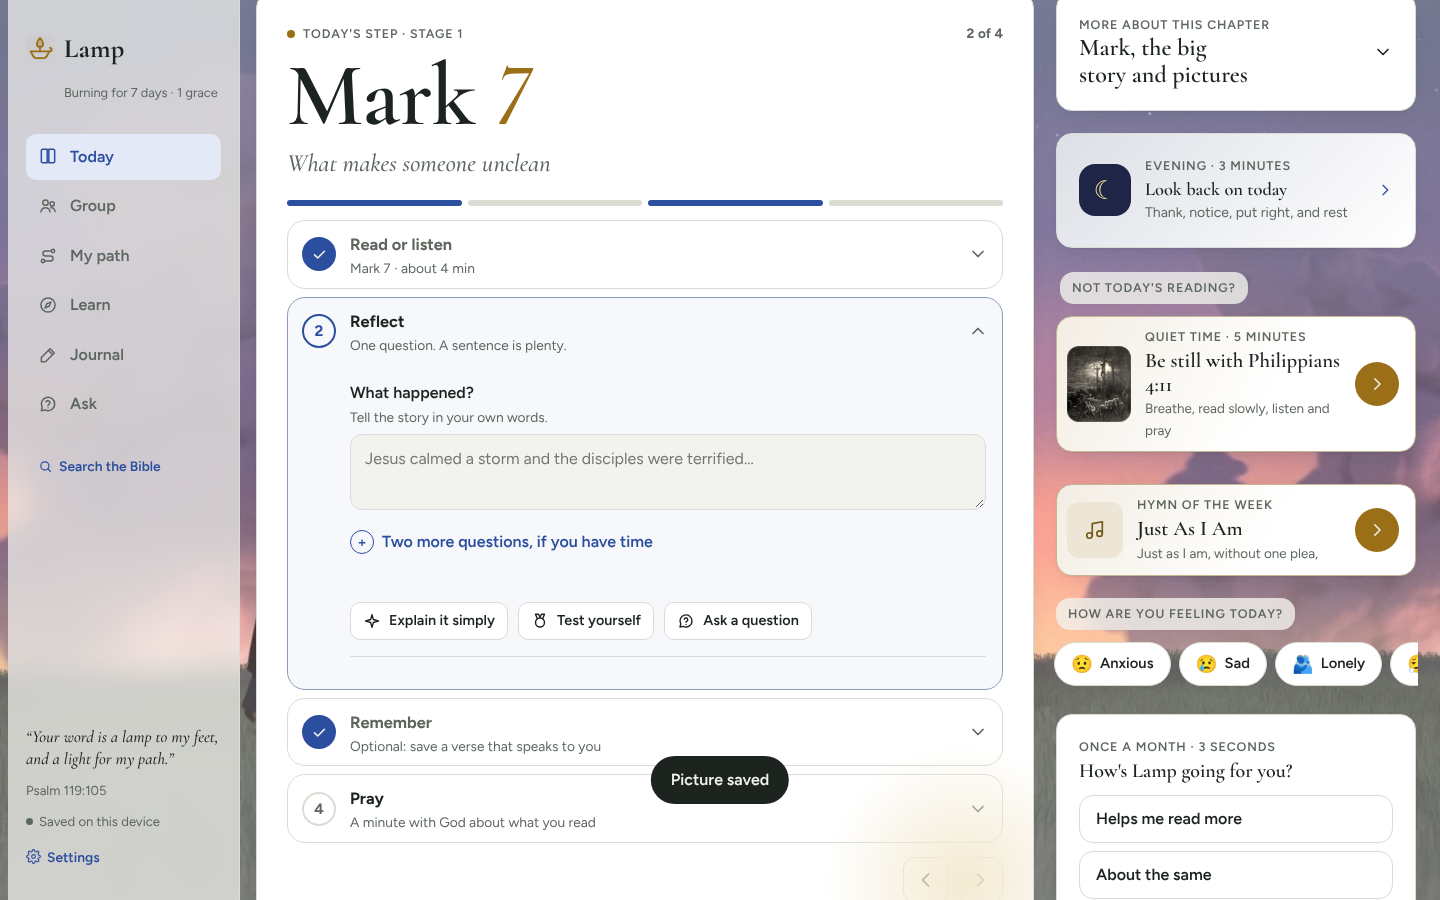 Lamp
Burning for 7 days · 1 grace
Today
Group
My path
Learn
Journal
Ask
Search the Bible
“Your word is a lamp to my feet,
and a light for my path.”
Psalm 119:105
Saved on this device
Settings
TODAY'S STEP · STAGE 1
2 of 4
Mark 7
What makes someone unclean
Read or listen
Mark 7 · about 4 min
2
Reflect
One question. A sentence is plenty.
What happened?
Tell the story in your own words.
Jesus calmed a storm and the disciples were terrified…
+ Two more questions, if you have time
Explain it simply
Test yourself
Ask a question
Remember
Optional: save a verse that speaks to you
Picture saved
4
Pray
A minute with God about what you read
MORE ABOUT THIS CHAPTER
Mark, the big
story and pictures
EVENING · 3 MINUTES
Look back on today
Thank, notice, put right, and rest
NOT TODAY'S READING?
QUIET TIME · 5 MINUTES
Be still with Philippians
4:11
Breathe, read slowly, listen and
pray
HYMN OF THE WEEK
Just As I Am
Just as I am, without one plea,
HOW ARE YOU FEELING TODAY?
Anxious
Sad
Lonely
ONCE A MONTH · 3 SECONDS
How's Lamp going for you?
Helps me read more
About the same